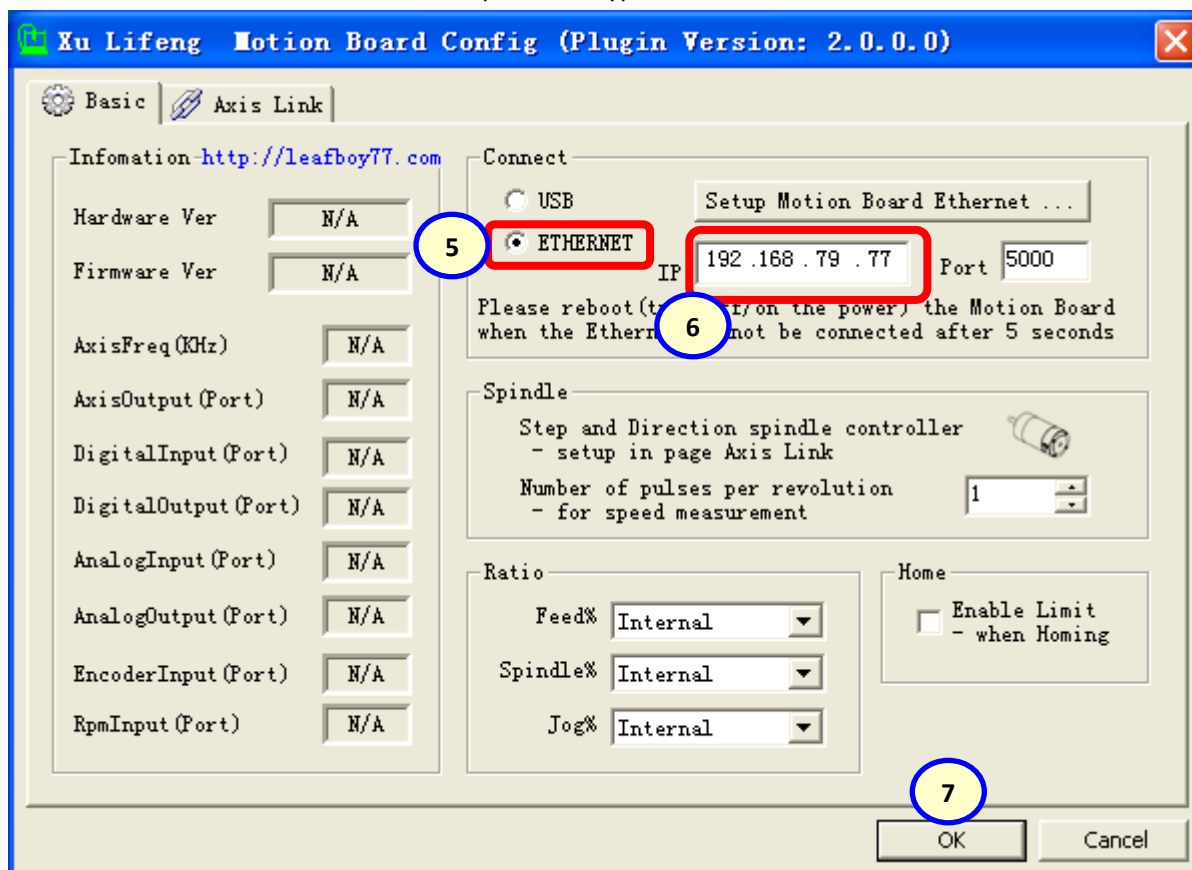 Xu Lifeng Motion Board Config (Plugin Version: 2.0.0.0)
Basic
Axis Link
Infomation-http://leafboy77.com
Hardware Ver N/A
Firmware Ver N/A
AxisFreq(KHz) N/A
AxisOutput(Port) N/A
DigitalInput(Port) N/A
DigitalOutput(Port) N/A
AnalogInput(Port) N/A
AnalogOutput(Port) N/A
EncoderInput(Port) N/A
RpmInput(Port) N/A
Connect
USB
Setup Motion Board Ethernet ...
5
ETHERNET
IP 192 .168 . 79 . 77 Port 5000
Please reboot(t /on the power) the Motion Board
6
when the Ethern not be connected after 5 seconds
Spindle
Step and Direction spindle controller
- setup in page Axis Link
Number of pulses per revolution 1
- for speed measurement
Ratio
Feed% Internal
Spindle% Internal
Jog% Internal
Home
Enable Limit
- when Homing
7
OK
Cancel